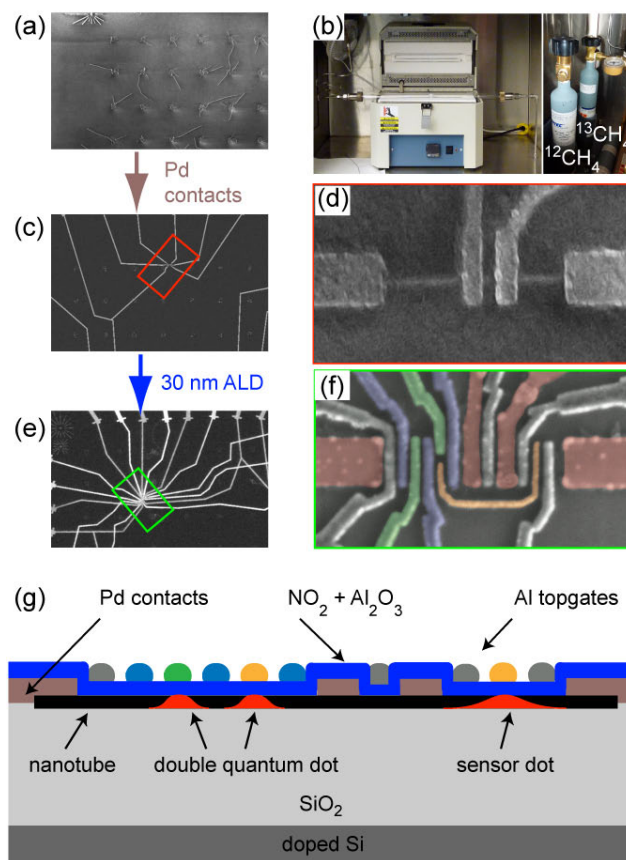 (a)
(b)
¹²CH₄
¹³CH₄
Pd
contacts
(c)
(d)
30 nm ALD
(e)
(f)
(g)
Pd contacts
NO₂ + Al₂O₃
Al topgates
nanotube
double quantum dot
sensor dot
SiO₂
doped Si